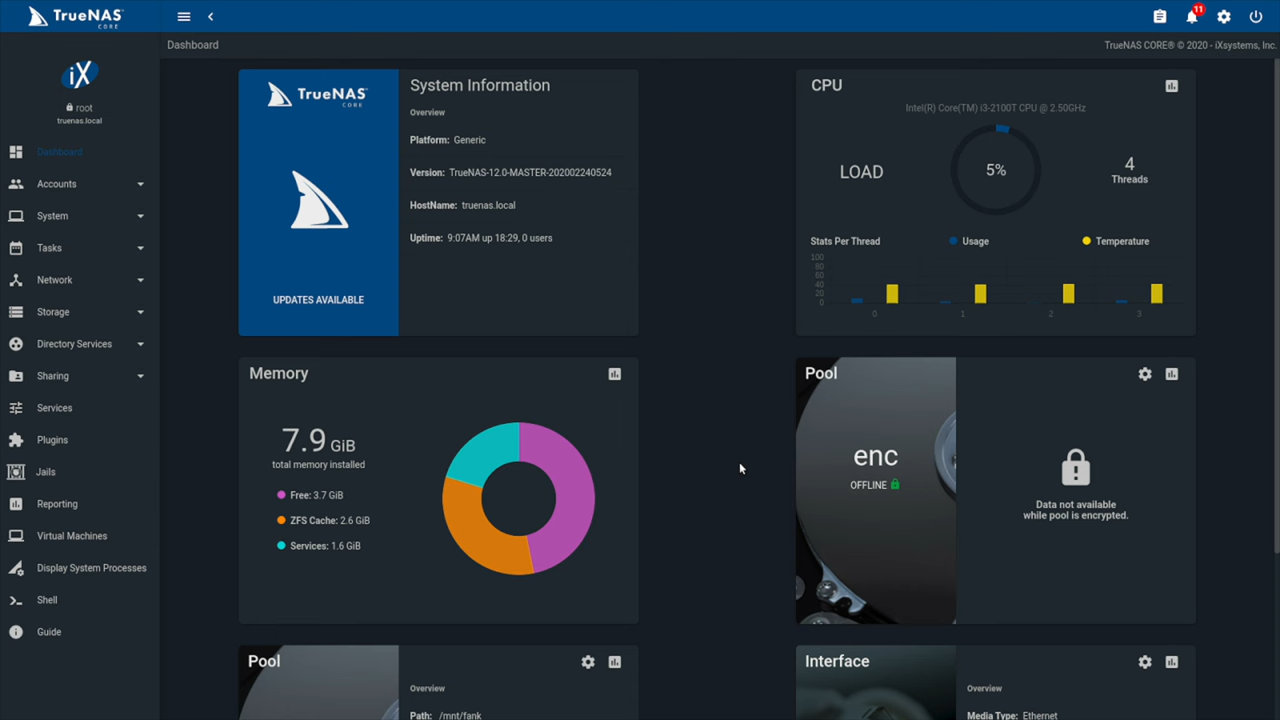 TrueNAS
CORE
11
Dashboard
TrueNAS CORE® © 2020 - iXsystems, Inc.
iX
root
truenas.local
Dashboard
Accounts
System
Tasks
Network
Storage
Directory Services
Sharing
Services
Plugins
Jails
Reporting
Virtual Machines
Display System Processes
Shell
Guide
TrueNAS
CORE
UPDATES AVAILABLE
System Information
Overview
Platform: Generic
Version: TrueNAS-12.0-MASTER-202002240524
HostName: truenas.local
Uptime: 9:07AM up 18:29, 0 users
CPU
Intel(R) Core(TM) i3-2100T CPU @ 2.50GHz
LOAD
5%
4
Threads
Stats Per Thread
Usage
Temperature
100
80
60
40
20
0
0
1
2
3
Memory
7.9 GiB
total memory installed
Free: 3.7 GiB
ZFS Cache: 2.6 GiB
Services: 1.6 GiB
Pool
enc
OFFLINE
Data not available
while pool is encrypted.
Pool
Overview
Path: /mnt/fank
Interface
Overview
Media Type: Ethernet